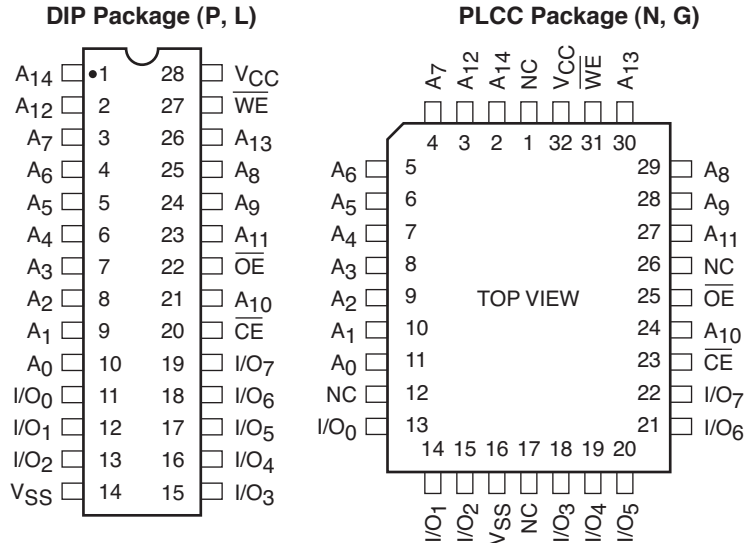 DIP Package (P, L)
A14 1 28 VCC
A12 2 27 WE
A7 3 26 A13
A6 4 25 A8
A5 5 24 A9
A4 6 23 A11
A3 7 22 OE
A2 8 21 A10
A1 9 20 CE
A0 10 19 I/O7
I/O0 11 18 I/O6
I/O1 12 17 I/O5
I/O2 13 16 I/O4
VSS 14 15 I/O3
PLCC Package (N, G)
A7 A12 A14 NC VCC WE A13
4 3 2 1 32 31 30
A6 5 29 A8
A5 6 28 A9
A4 7 27 A11
A3 8 26 NC
A2 9 TOP VIEW 25 OE
A1 10 24 A10
A0 11 23 CE
NC 12 22 I/O7
I/O0 13 21 I/O6
14 15 16 17 18 19 20
I/O1 I/O2 VSS NC I/O3 I/O4 I/O5